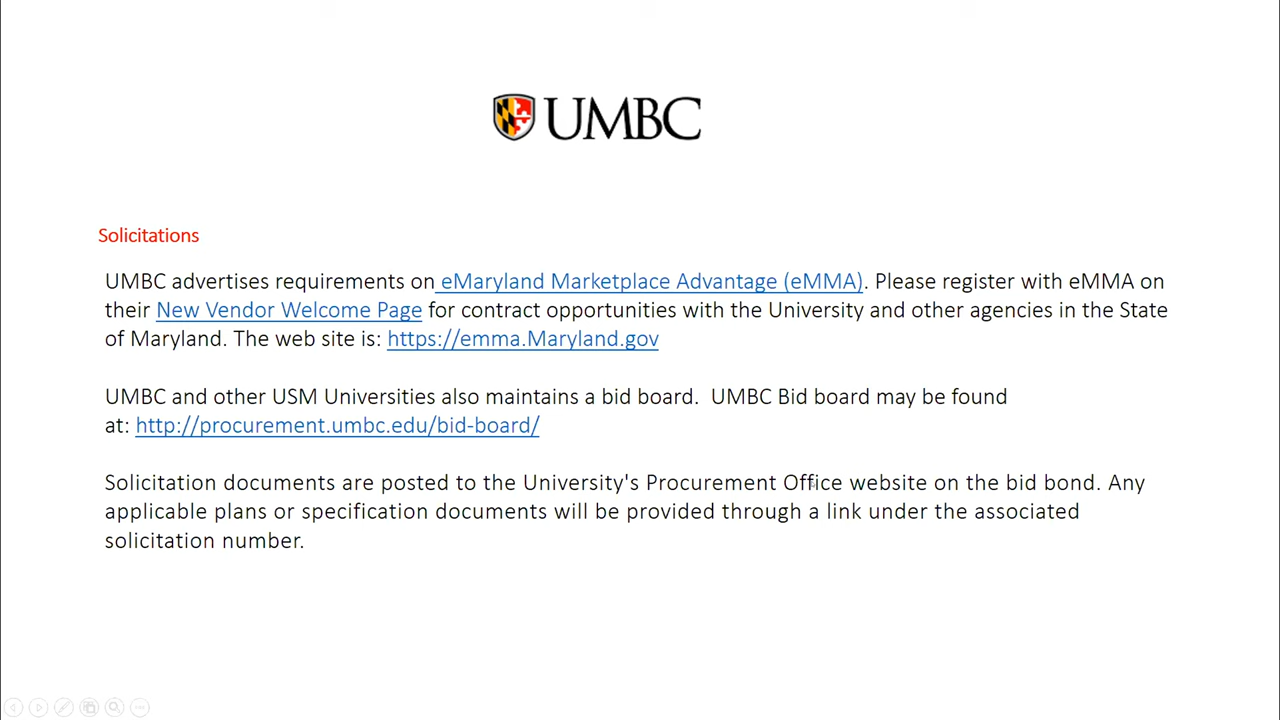 UMBC
Solicitations
UMBC advertises requirements on eMaryland Marketplace Advantage (eMMA). Please register with eMMA on
their New Vendor Welcome Page for contract opportunities with the University and other agencies in the State
of Maryland. The web site is: https://emma.Maryland.gov
UMBC and other USM Universities also maintains a bid board.  UMBC Bid board may be found
at: http://procurement.umbc.edu/bid-board/
Solicitation documents are posted to the University's Procurement Office website on the bid bond. Any
applicable plans or specification documents will be provided through a link under the associated
solicitation number.